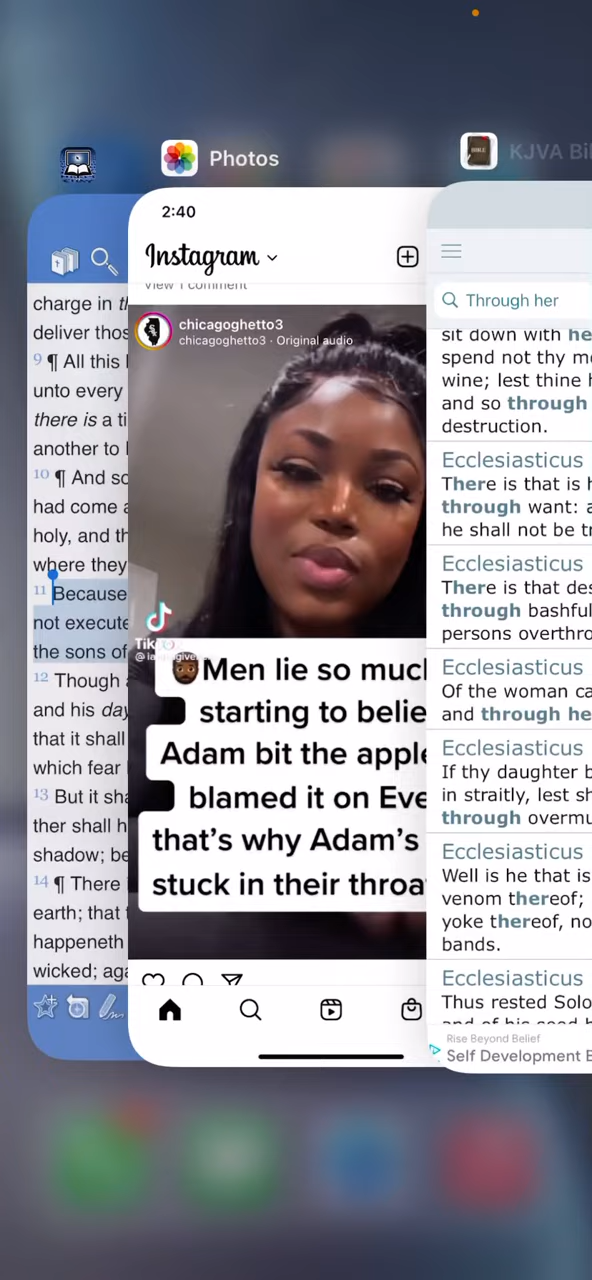 Photos
KJVA Bi
2:40
Instagram
View 1 comment
chicagoghetto3
chicagoghetto3 · Original audio
TikTok
Men lie so much
starting to belie
Adam bit the apple
blamed it on Eve
that's why Adam's
stuck in their throa
charge in
deliver thos
9 ¶ All this
unto every
there is a ti
another to
10 ¶ And so
had come a
holy, and th
where they
11 Because
not execute
the sons of
12 Though
and his day
that it shall
which fear
13 But it sha
ther shall h
shadow; be
14 ¶ There
earth; that
happeneth
wicked; aga
Through her
sit down with he
spend not thy m
wine; lest thine h
and so through
destruction.
Ecclesiasticus
There is that is h
through want: a
he shall not be tr
Ecclesiasticus
There is that des
through bashful
persons overthro
Ecclesiasticus
Of the woman ca
and through he
Ecclesiasticus
If thy daughter b
in straitly, lest sh
through overmu
Ecclesiasticus
Well is he that is
venom thereof;
yoke thereof, no
bands.
Ecclesiasticus
Thus rested Solo
and of his seed h
Rise Beyond Belief
Self Development B